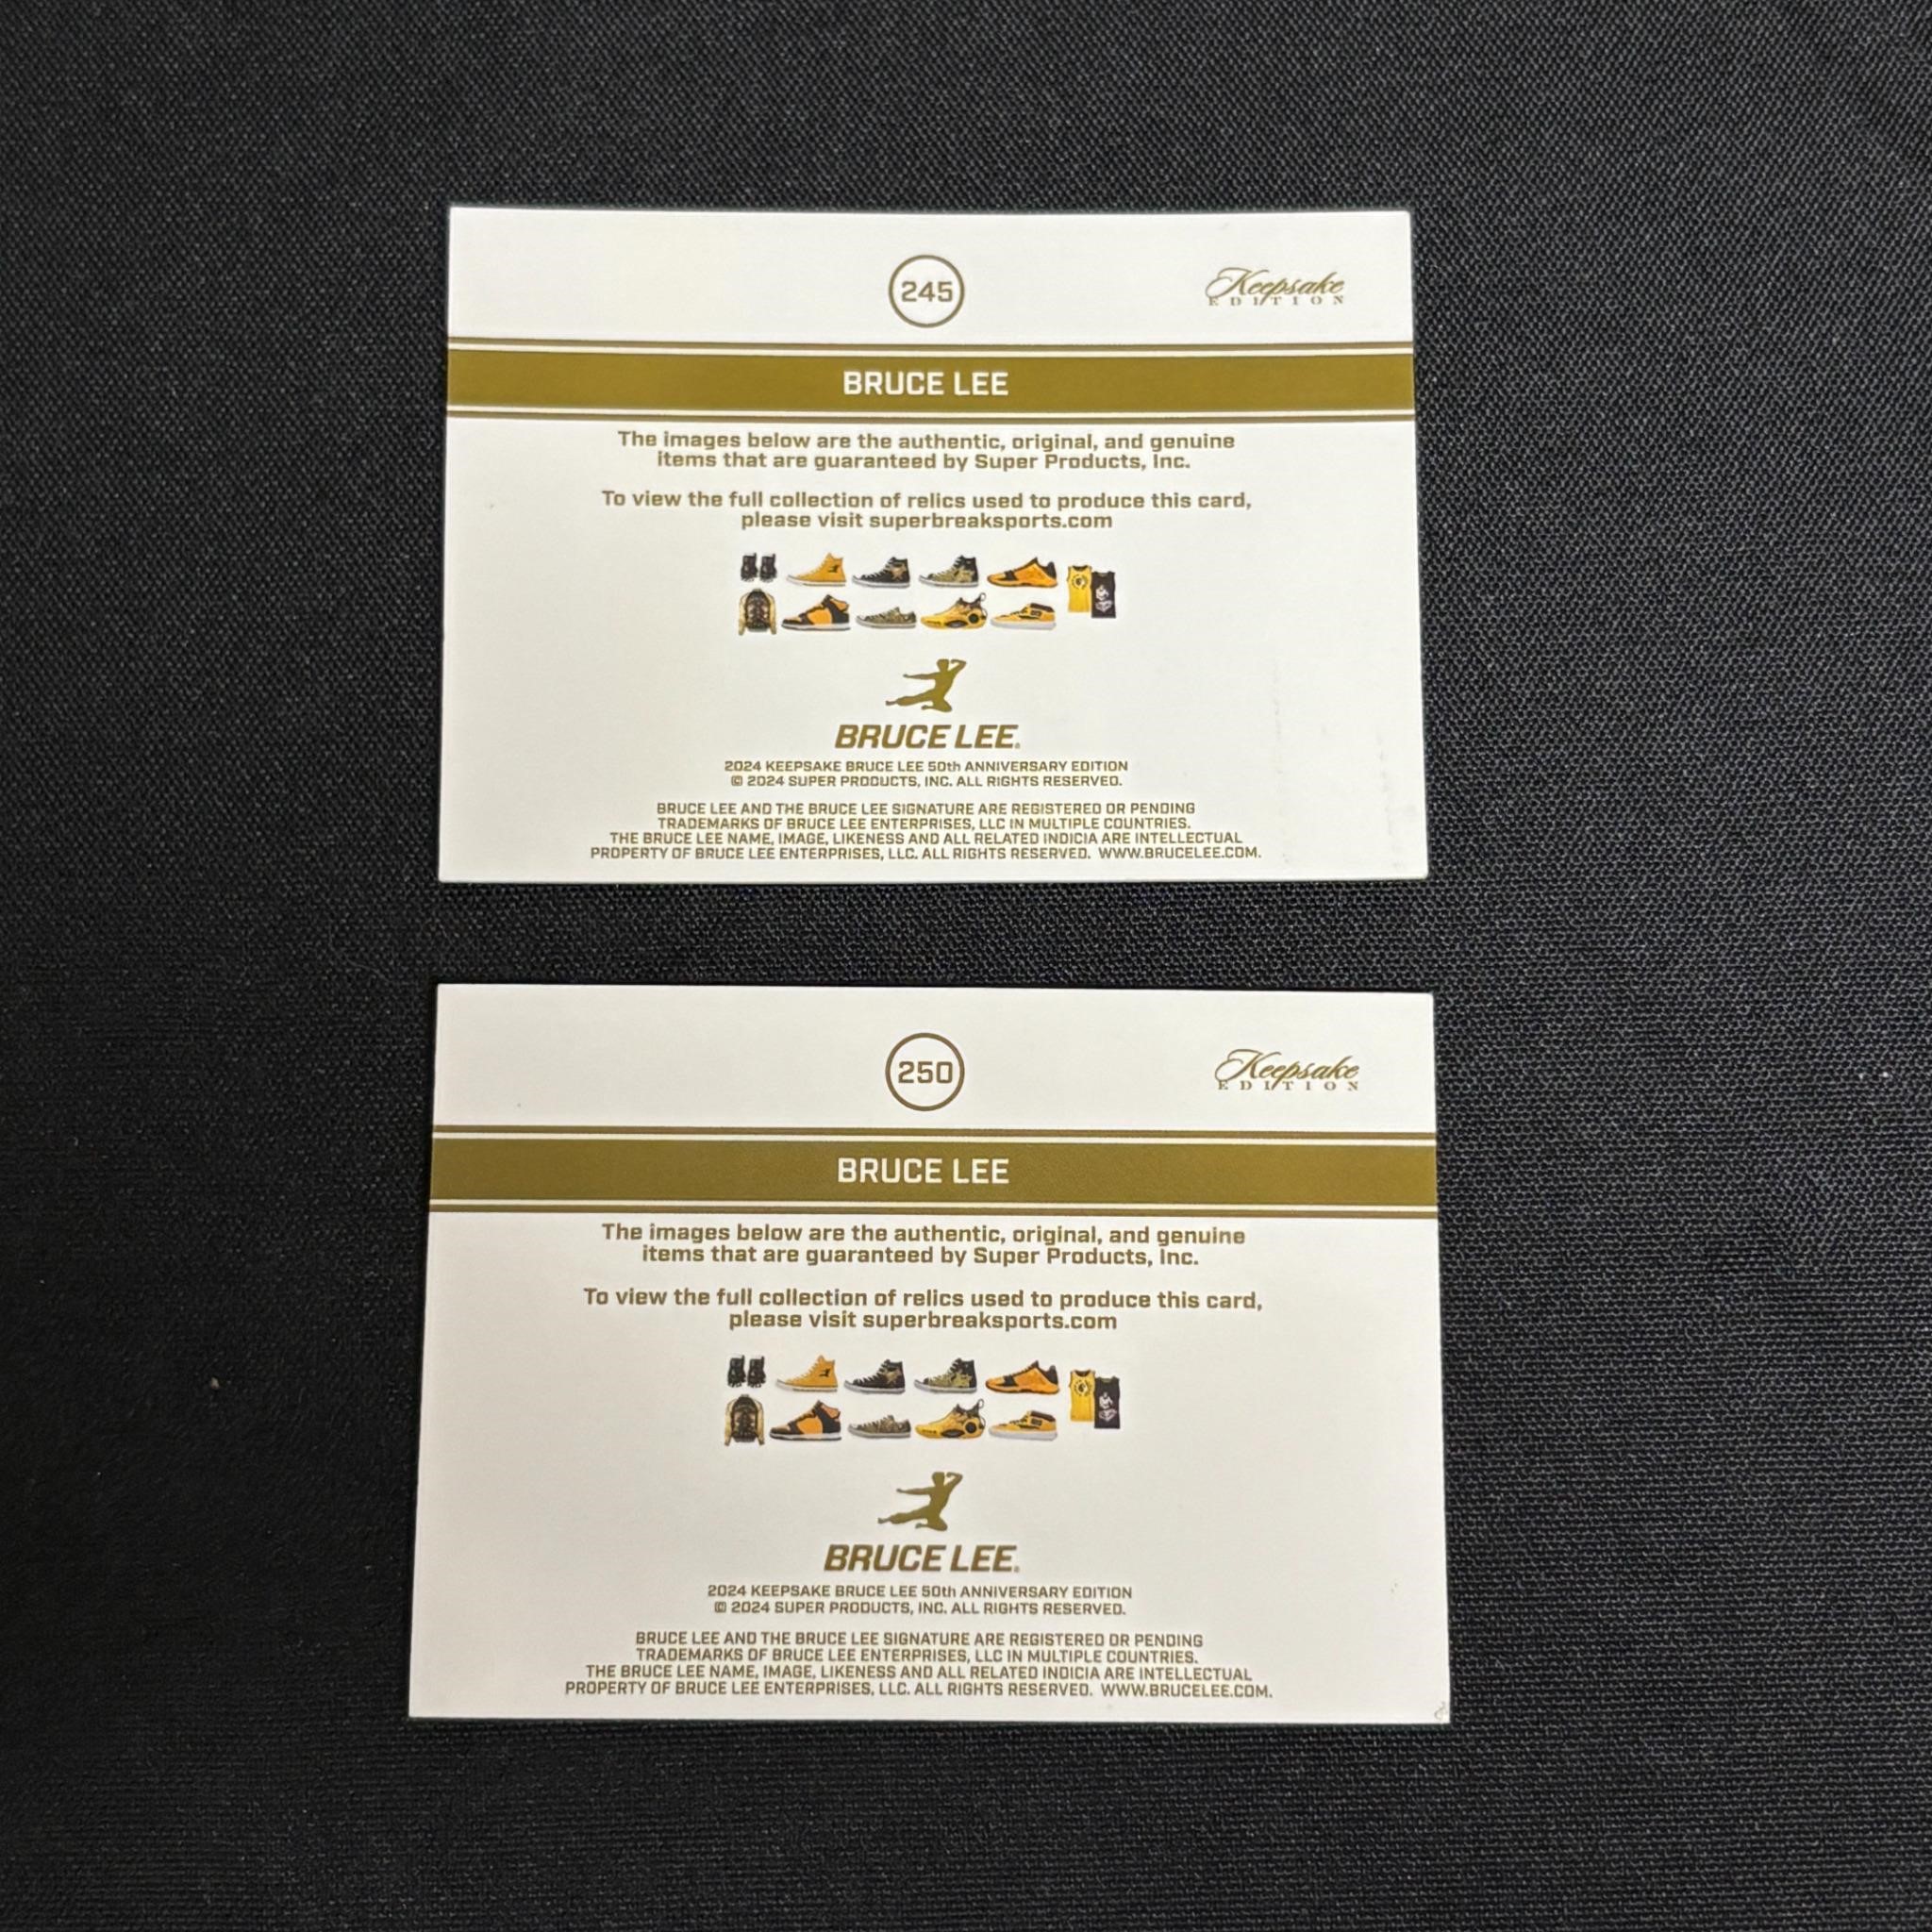 245
Keepsake
EDITION
BRUCE LEE
The images below are the authentic, original, and genuine
items that are guaranteed by Super Products, Inc.
To view the full collection of relics used to produce this card,
please visit superbreaksports.com
BRUCE LEE®
2024 KEEPSAKE BRUCE LEE 50th ANNIVERSARY EDITION
© 2024 SUPER PRODUCTS, INC. ALL RIGHTS RESERVED.
BRUCE LEE AND THE BRUCE LEE SIGNATURE ARE REGISTERED OR PENDING
TRADEMARKS OF BRUCE LEE ENTERPRISES, LLC IN MULTIPLE COUNTRIES.
THE BRUCE LEE NAME, IMAGE, LIKENESS AND ALL RELATED INDICIA ARE INTELLECTUAL
PROPERTY OF BRUCE LEE ENTERPRISES, LLC. ALL RIGHTS RESERVED. WWW.BRUCELEE.COM.
250
Keepsake
EDITION
BRUCE LEE
The images below are the authentic, original, and genuine
items that are guaranteed by Super Products, Inc.
To view the full collection of relics used to produce this card,
please visit superbreaksports.com
BRUCE LEE®
2024 KEEPSAKE BRUCE LEE 50th ANNIVERSARY EDITION
© 2024 SUPER PRODUCTS, INC. ALL RIGHTS RESERVED.
BRUCE LEE AND THE BRUCE LEE SIGNATURE ARE REGISTERED OR PENDING
TRADEMARKS OF BRUCE LEE ENTERPRISES, LLC IN MULTIPLE COUNTRIES.
THE BRUCE LEE NAME, IMAGE, LIKENESS AND ALL RELATED INDICIA ARE INTELLECTUAL
PROPERTY OF BRUCE LEE ENTERPRISES, LLC. ALL RIGHTS RESERVED. WWW.BRUCELEE.COM.